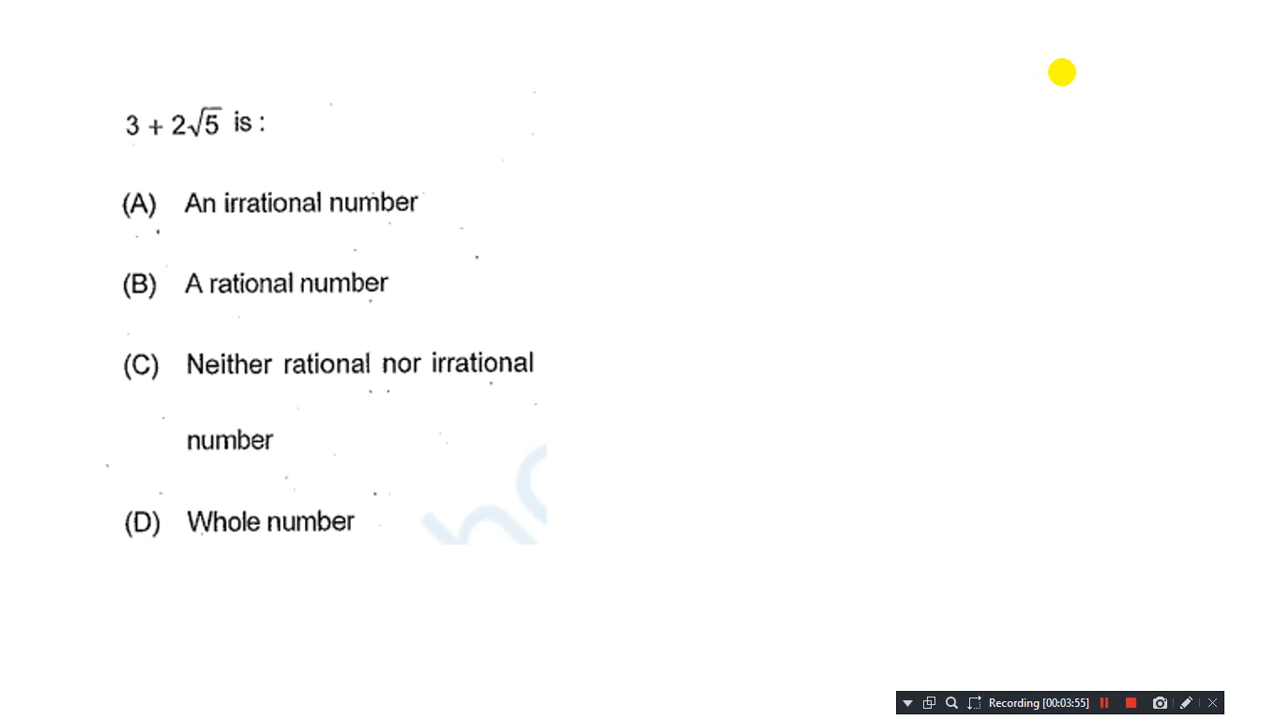 3 + 2√5 is :
(A) An irrational number
(B) A rational number
(C) Neither rational nor irrational
number
(D) Whole number
Recording [00:03:55]